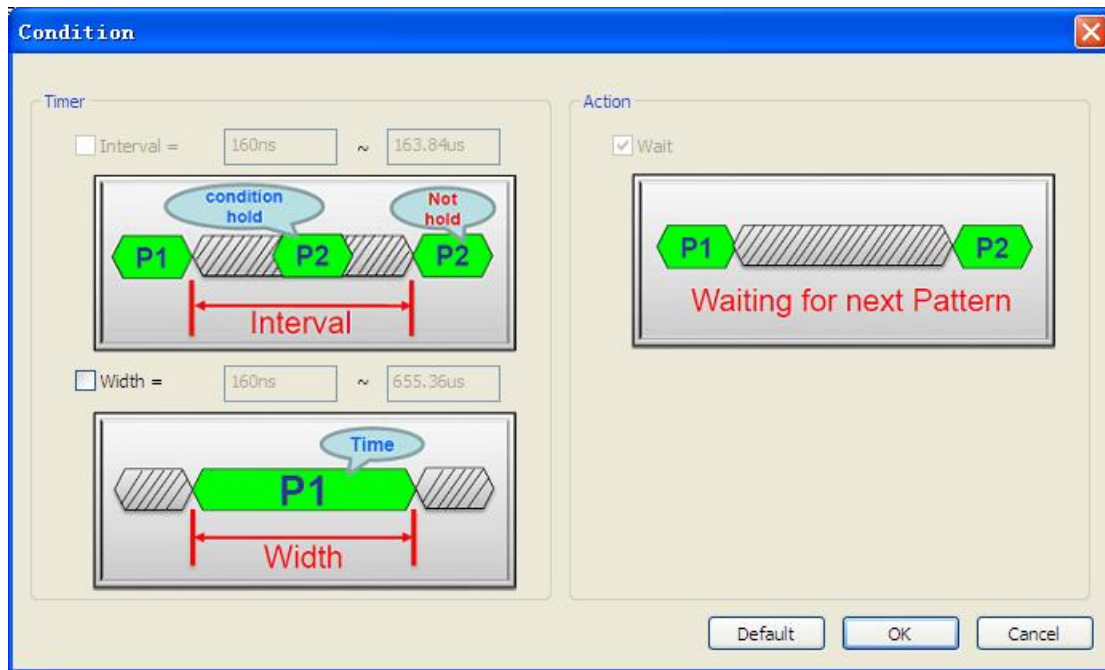 Condition
Timer
Interval = 160ns ~ 163.84us
condition hold
Not hold
P1 P2 P2
Interval
Width = 160ns ~ 655.36us
Time
P1
Width
Action
Wait
P1 P2
Waiting for next Pattern
Default OK Cancel